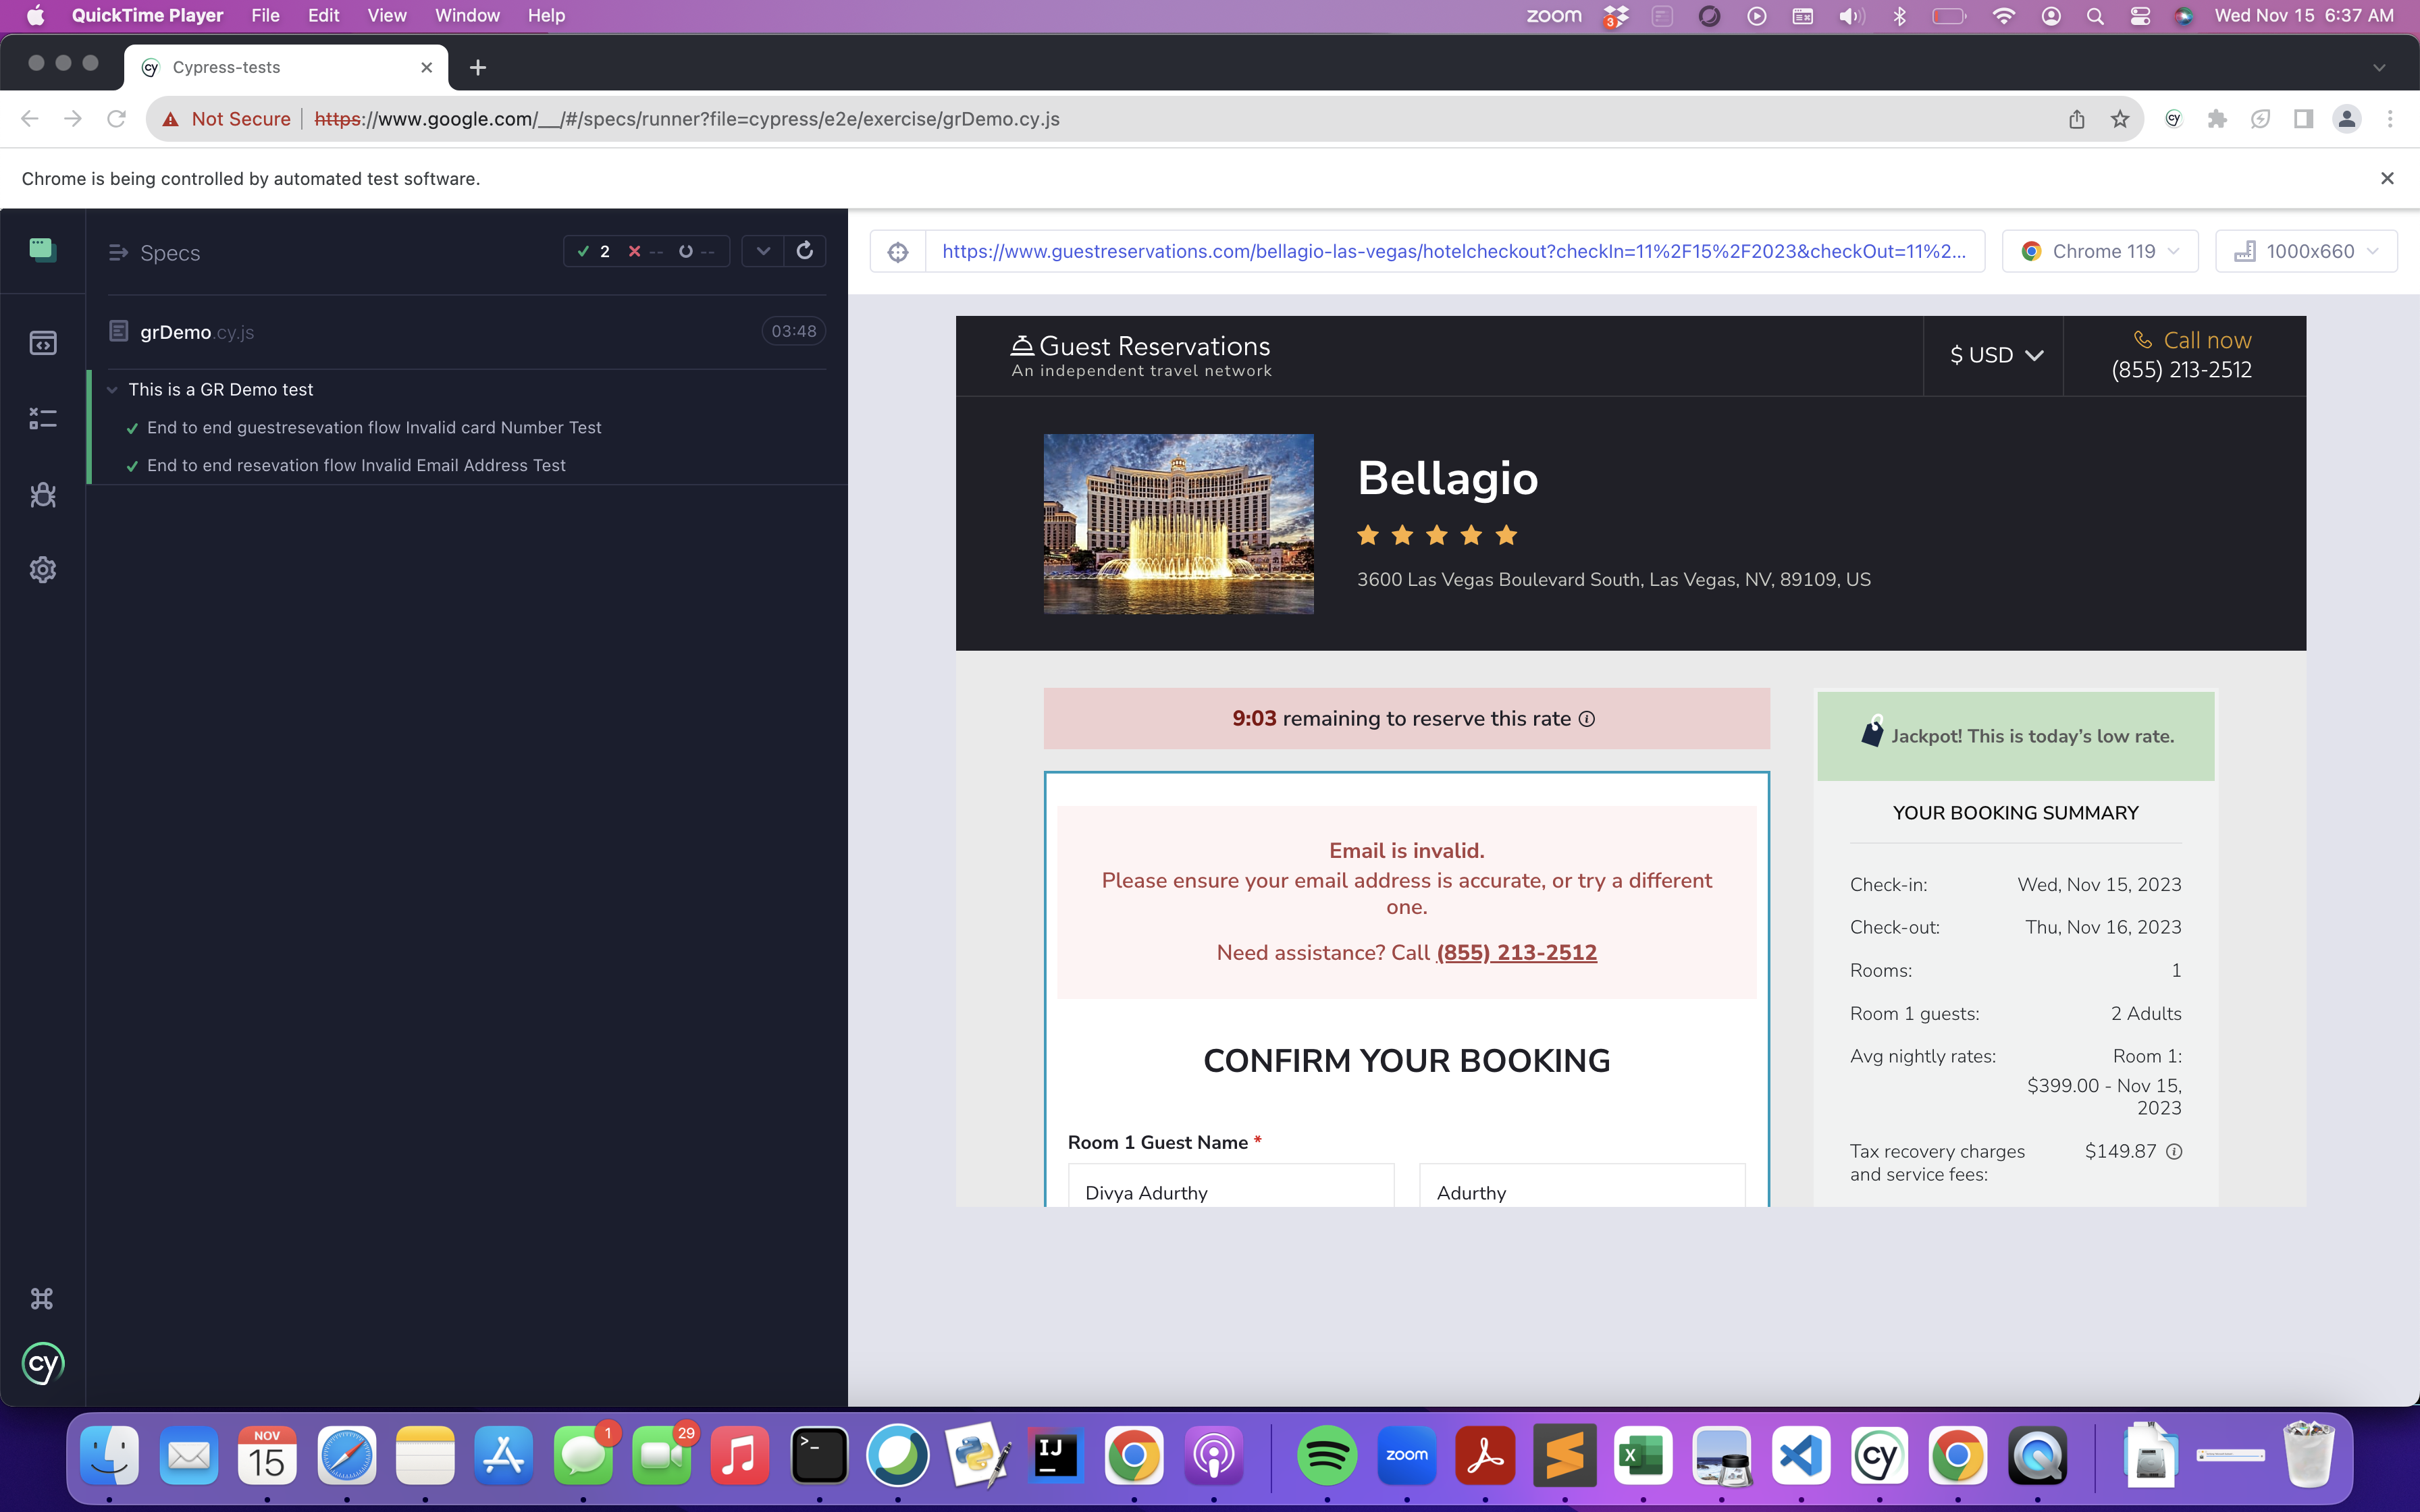 QuickTime Player File Edit View Window Help
zoom 3 Wed Nov 15 6:37 AM
cy Cypress-tests
Not Secure https://www.google.com/__/#/specs/runner?file=cypress/e2e/exercise/grDemo.cy.js
cy
Chrome is being controlled by automated test software.
Specs
2 -- --
grDemo.cy.js 03:48
This is a GR Demo test
End to end guestresevation flow Invalid card Number Test
End to end resevation flow Invalid Email Address Test
cy
https://www.guestreservations.com/bellagio-las-vegas/hotelcheckout?checkIn=11%2F15%2F2023&checkOut=11%2...
Chrome 119
1000x660
Guest Reservations
An independent travel network
$ USD
Call now
(855) 213-2512
Bellagio
3600 Las Vegas Boulevard South, Las Vegas, NV, 89109, US
9:03 remaining to reserve this rate
Email is invalid.
Please ensure your email address is accurate, or try a different
one.
Need assistance? Call (855) 213-2512
CONFIRM YOUR BOOKING
Room 1 Guest Name *
Divya Adurthy
Adurthy
Jackpot! This is today's low rate.
YOUR BOOKING SUMMARY
Check-in: Wed, Nov 15, 2023
Check-out: Thu, Nov 16, 2023
Rooms: 1
Room 1 guests: 2 Adults
Avg nightly rates: Room 1:
$399.00 - Nov 15,
2023
Tax recovery charges $149.87
and service fees:
NOV
15
1
29
>_
IJ
zoom
X
cy